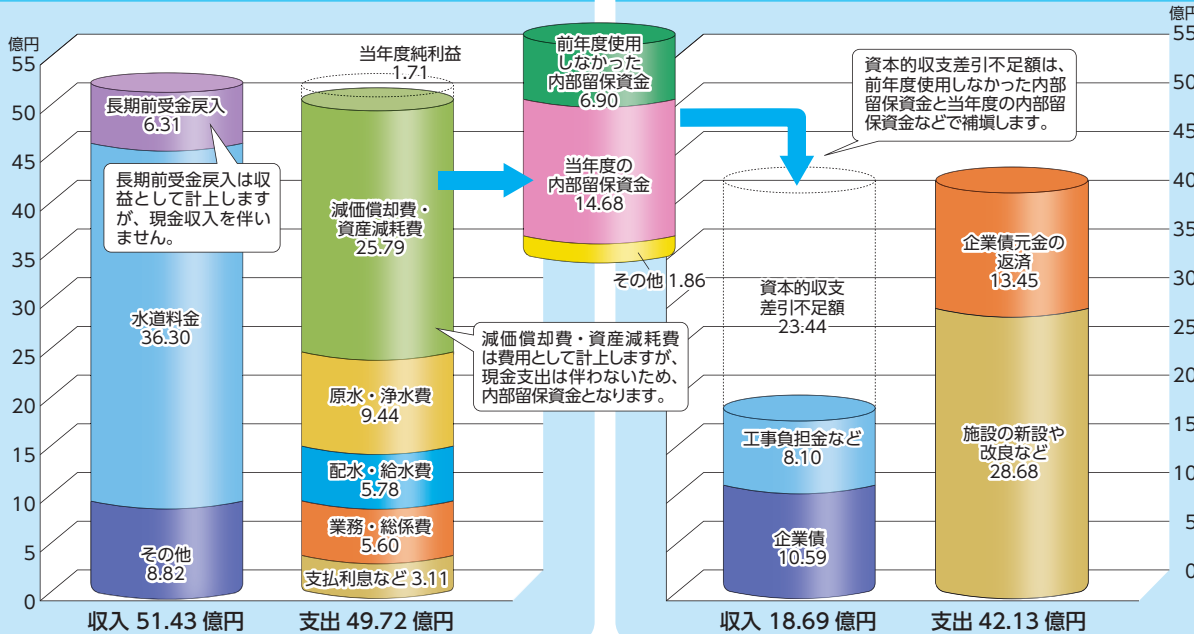 億円
55
50
45
40
35
30
25
20
15
10
5
0
長期前受金戻入
6.31
長期前受金戻入は収
益として計上します
が、現金収入を伴い
ません。
水道料金
36.30
その他
8.82
収入 51.43 億円
当年度純利益
1.71
減価償却費・
資産減耗費
25.79
原水・浄水費
9.44
配水・給水費
5.78
業務・総係費
5.60
支払利息など 3.11
支出 49.72 億円
減価償却費・資産減耗費
は費用として計上しますが、
現金支出は伴わないため、
内部留保資金となります。
前年度使用
しなかった
内部留保資金
6.90
当年度の
内部留保資金
14.68
その他 1.86
資本的収支差引不足額は、
前年度使用しなかった内部
留保資金と当年度の内部留
保資金などで補塡します。
資本的収支
差引不足額
23.44
工事負担金など
8.10
企業債
10.59
収入 18.69 億円
企業債元金の
返済
13.45
施設の新設や
改良など
28.68
支出 42.13 億円
億円
55
50
45
40
35
30
25
20
15
10
5
0